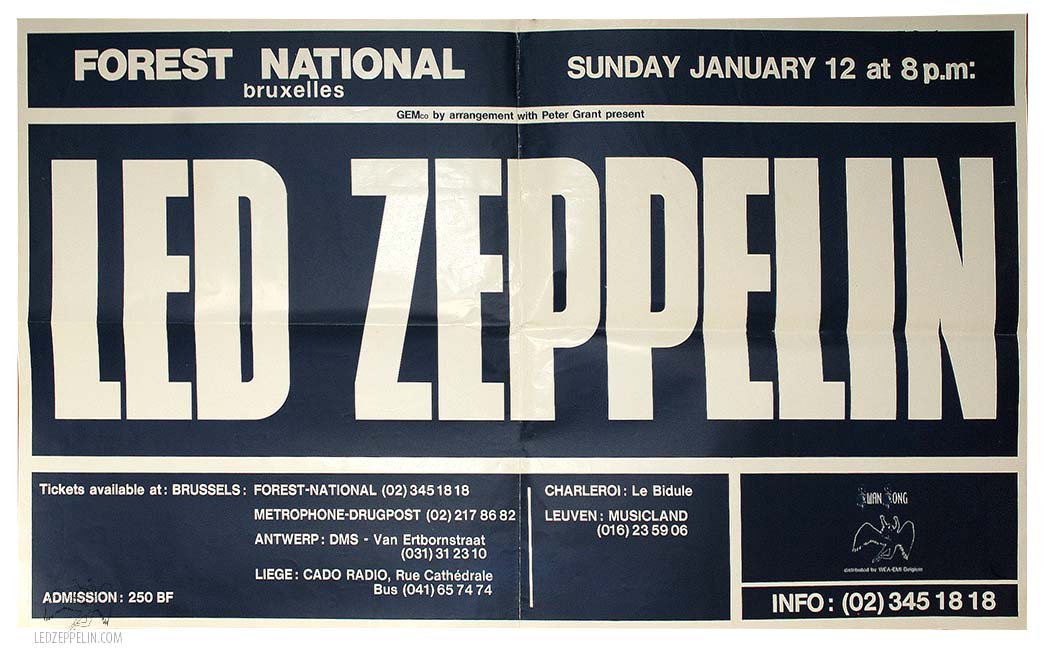 FOREST NATIONAL
bruxelles
SUNDAY JANUARY 12 at 8 p.m:
GEMco by arrangement with Peter Grant present
LED ZEPPELIN
Tickets available at: BRUSSELS: FOREST-NATIONAL (02) 345 18 18
METROPHONE-DRUGPOST (02) 217 86 82
ANTWERP: DMS - Van Ertbornstraat
(031) 31 23 10
LIEGE: CADO RADIO, Rue Cathédrale
Bus (041) 65 74 74
ADMISSION: 250 BF
CHARLEROI: Le Bidule
LEUVEN: MUSICLAND
(016) 23 59 06
SWAN SONG
distributed by WEA-EMI Belgium
INFO: (02) 345 18 18
LEDZEPPELIN.COM